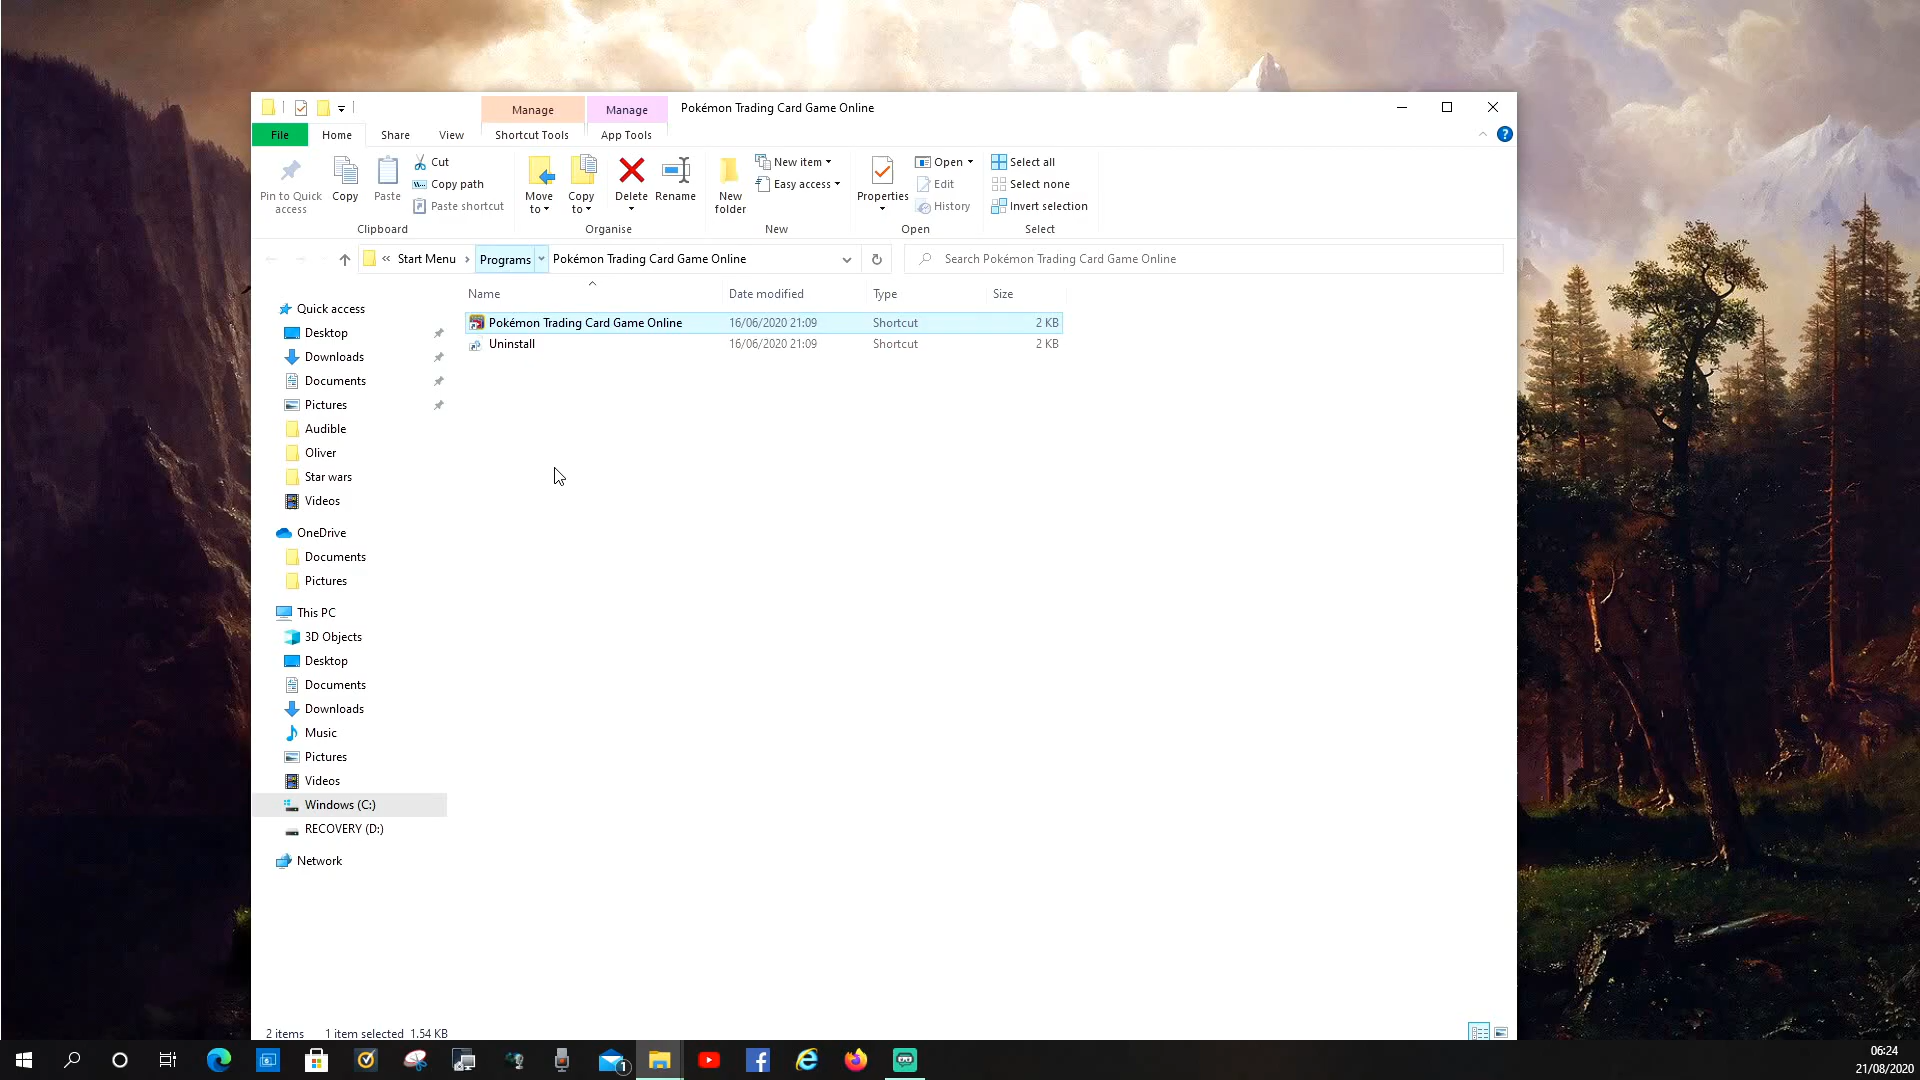 Manage
Manage
Pokémon Trading Card Game Online
File
Home
Share
View
Shortcut Tools
App Tools
?
Pin to Quick access
Copy
Paste
Cut
Copy path
Paste shortcut
Clipboard
Move to
Copy to
Delete
Rename
Organise
New folder
New item
Easy access
New
Properties
Open
Edit
History
Open
Select all
Select none
Invert selection
Select
« Start Menu › Programs Pokémon Trading Card Game Online
Search Pokémon Trading Card Game Online
Name Date modified Type Size
Pokémon Trading Card Game Online 16/06/2020 21:09 Shortcut 2 KB
Uninstall 16/06/2020 21:09 Shortcut 2 KB
Quick access
Desktop
Downloads
Documents
Pictures
Audible
Oliver
Star wars
Videos
OneDrive
Documents
Pictures
This PC
3D Objects
Desktop
Documents
Downloads
Music
Pictures
Videos
Windows (C:)
RECOVERY (D:)
Network
2 items 1 item selected 1.54 KB
1
06:24
21/08/2020